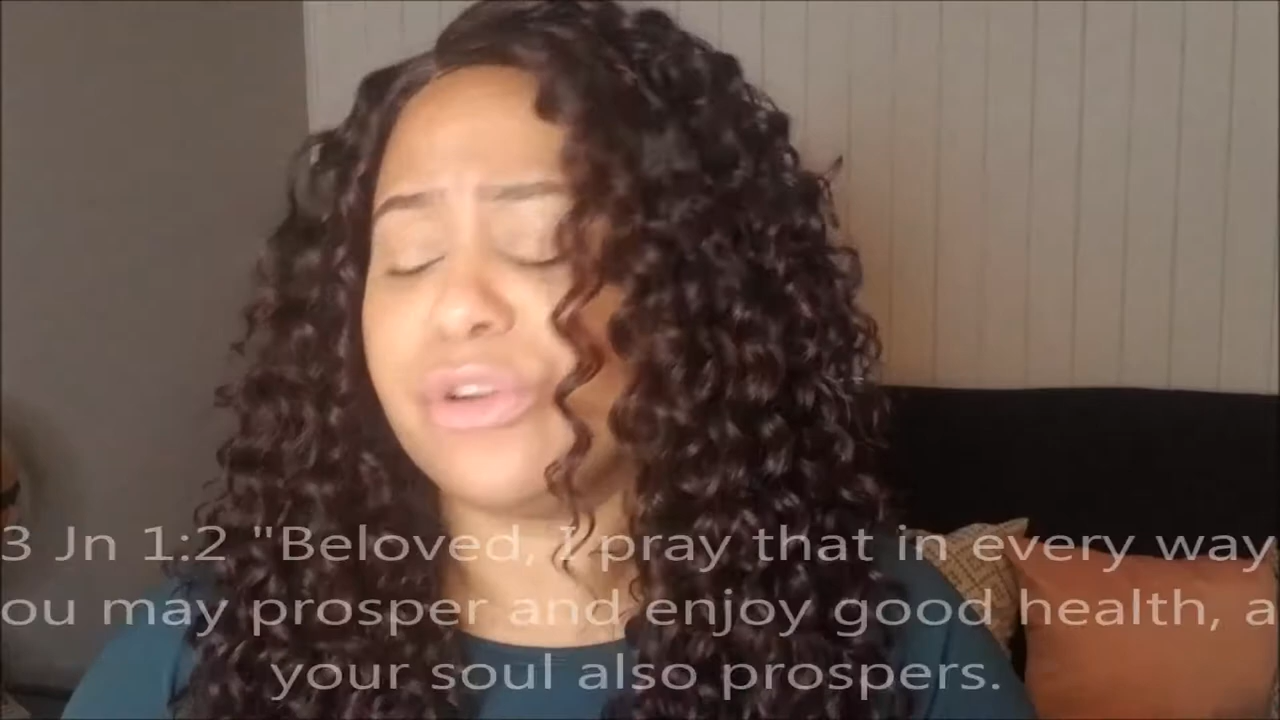 3 Jn 1:2 "Beloved, I pray that in every way
ou may prosper and enjoy good health, a
your soul also prospers.